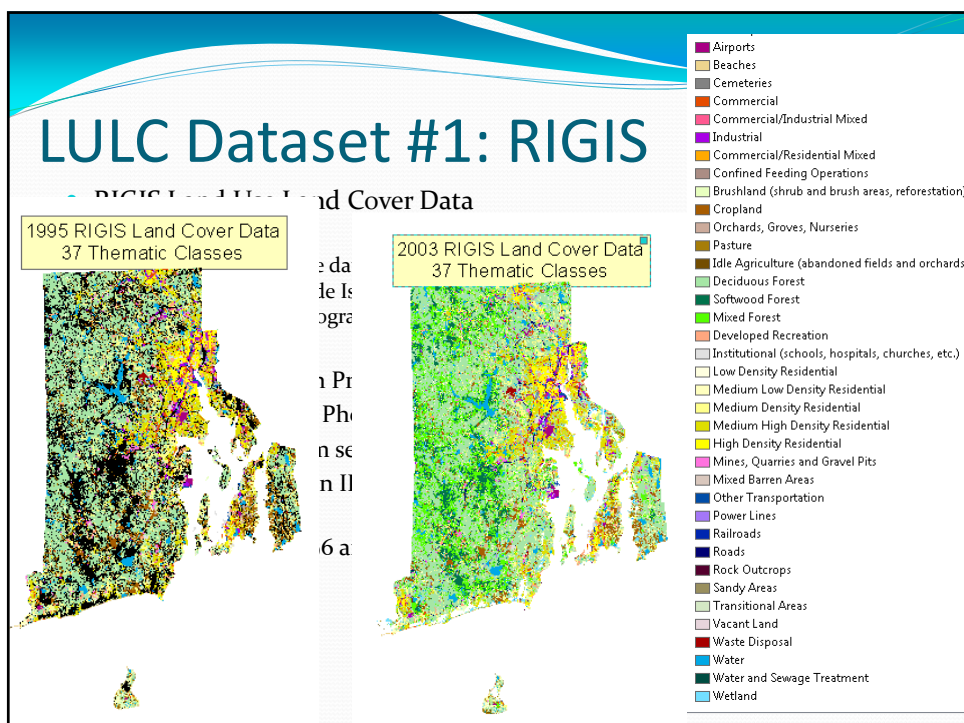 LULC Dataset #1: RIGIS
Land Cover Data
1995 RIGIS Land Cover Data
37 Thematic Classes
2003 RIGIS Land Cover Data
37 Thematic Classes
Airports
Beaches
Cemeteries
Commercial
Commercial/Industrial Mixed
Industrial
Commercial/Residential Mixed
Confined Feeding Operations
Brushland (shrub and brush areas, reforestation)
Cropland
Orchards, Groves, Nurseries
Pasture
Idle Agriculture (abandoned fields and orchards
Deciduous Forest
Softwood Forest
Mixed Forest
Developed Recreation
Institutional (schools, hospitals, churches, etc.)
Low Density Residential
Medium Low Density Residential
Medium Density Residential
Medium High Density Residential
High Density Residential
Mines, Quarries and Gravel Pits
Mixed Barren Areas
Other Transportation
Power Lines
Railroads
Roads
Rock Outcrops
Sandy Areas
Transitional Areas
Vacant Land
Waste Disposal
Water
Water and Sewage Treatment
Wetland